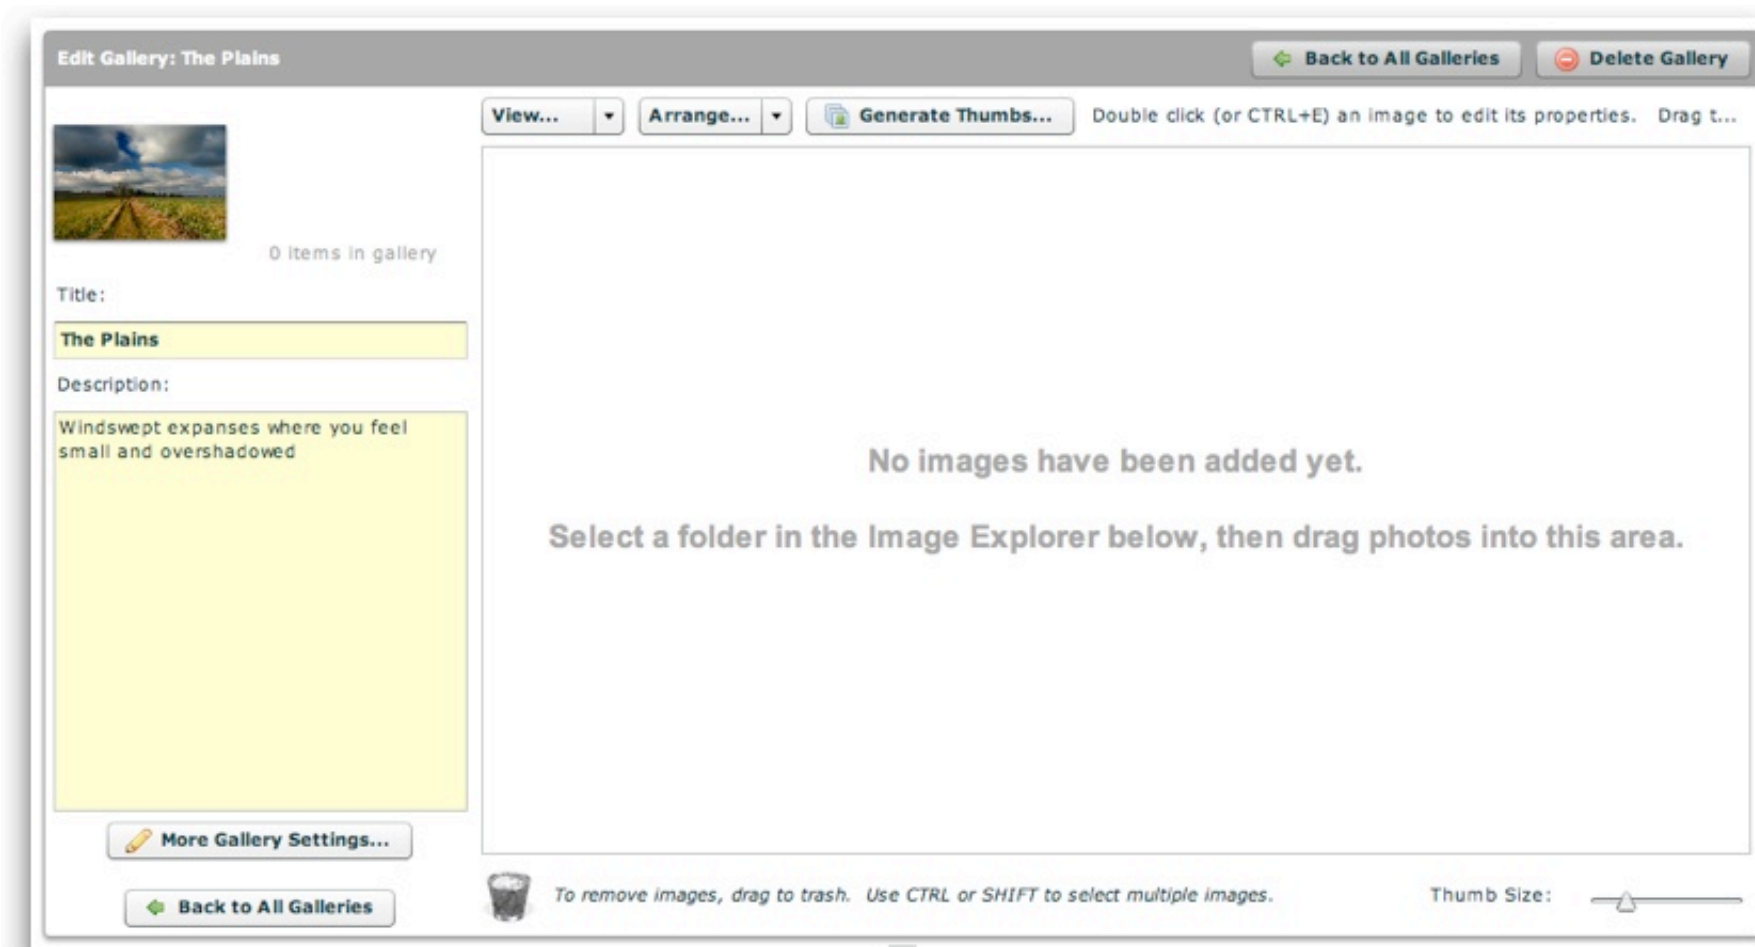 Edit Gallery: The Plains
Back to All Galleries
Delete Gallery
View...
Arrange...
Generate Thumbs...
Double click (or CTRL+E) an image to edit its properties. Drag t...
0 items in gallery
Title:
The Plains
Description:
Windswept expanses where you feel
small and overshadowed
No images have been added yet.
Select a folder in the Image Explorer below, then drag photos into this area.
More Gallery Settings...
Back to All Galleries
To remove images, drag to trash. Use CTRL or SHIFT to select multiple images.
Thumb Size: